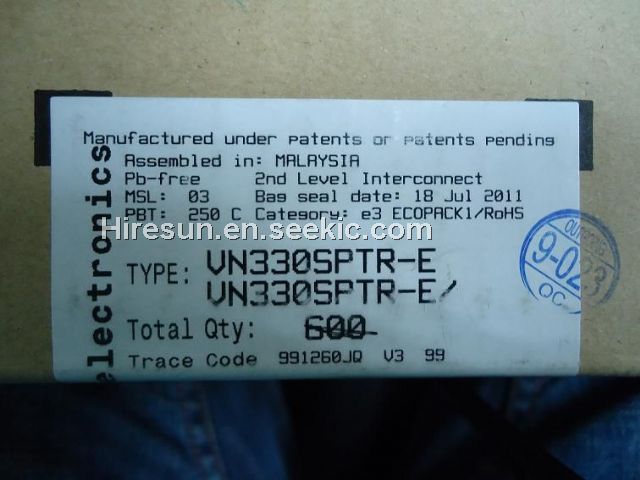 Manufactured under patents or patents pending
Assembled in: MALAYSIA
Pb-free 2nd Level Interconnect
MSL: 03 Bag seal date: 18 Jul 2011
PBT: 250 C Category: e3 ECOPACK1/RoHS
Hiresun.en.seekic.com
TYPE: VN330SPTR-E
VN330SPTR-E/
Total Qty: 600
Trace Code 991260JQ V3 99
electronics
9-023